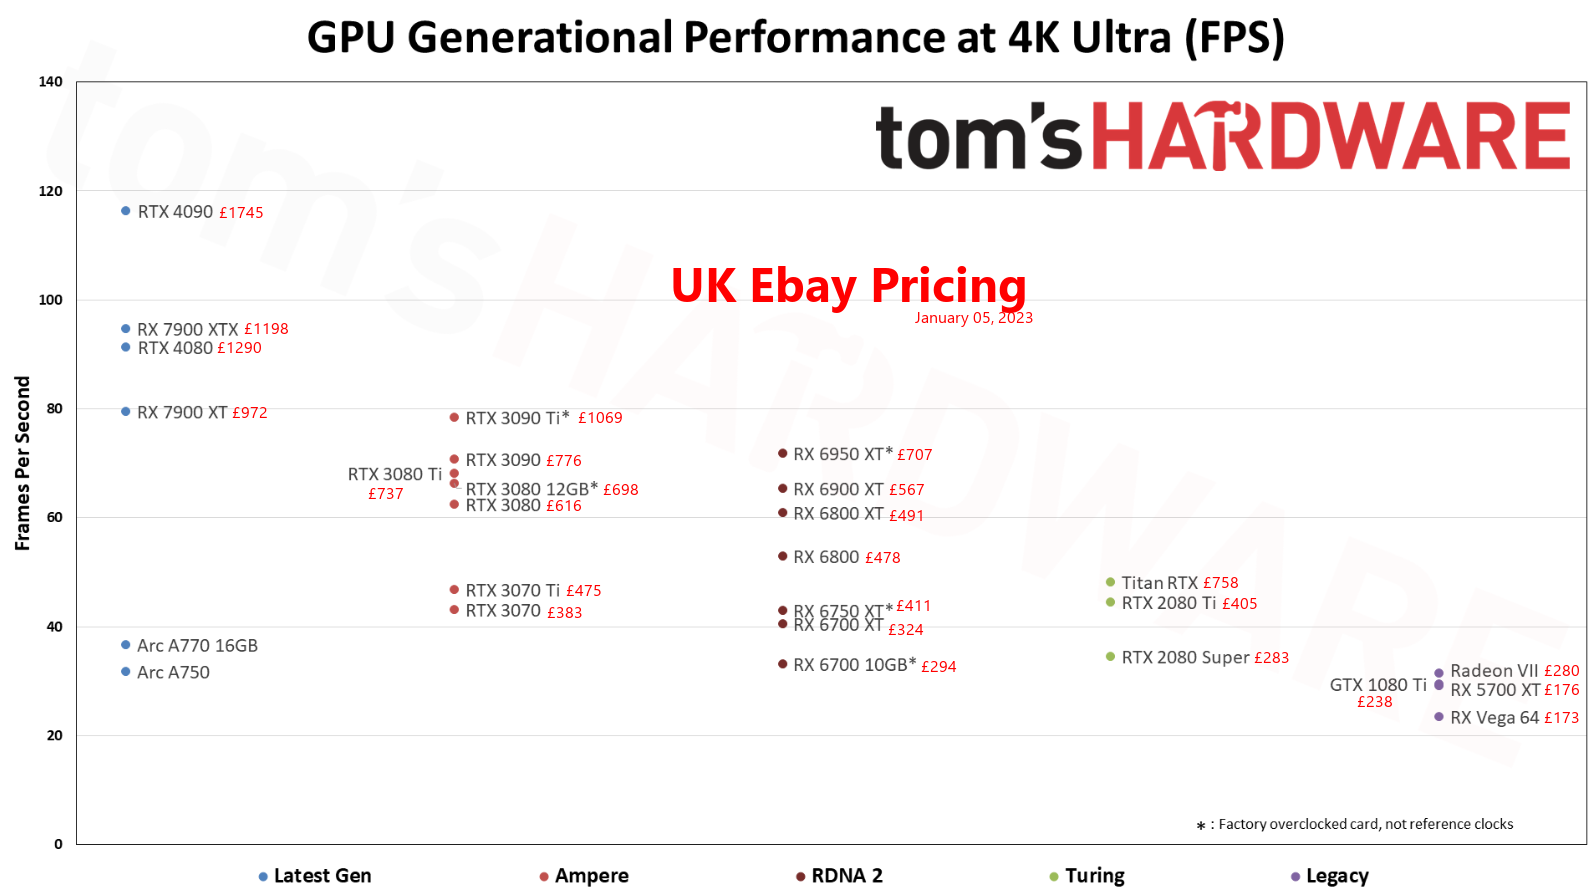 GPU Generational Performance at 4K Ultra (FPS)
tom'sHARDWARE
tom'sHARDWARE
140
120
100
80
60
40
20
0
Frames Per Second
UK Ebay Pricing
January 05, 2023
RTX 4090 £1745
RX 7900 XTX £1198
RTX 4080 £1290
RX 7900 XT £972
Arc A770 16GB
Arc A750
RTX 3090 Ti* £1069
RTX 3090 £776
RTX 3080 Ti
£737
RTX 3080 12GB* £698
RTX 3080 £616
RTX 3070 Ti £475
RTX 3070 £383
RX 6950 XT* £707
RX 6900 XT £567
RX 6800 XT £491
RX 6800 £478
RX 6750 XT* £411
RX 6700 XT £324
RX 6700 10GB* £294
Titan RTX £758
RTX 2080 Ti £405
RTX 2080 Super £283
Radeon VII £280
GTX 1080 Ti
£238
RX 5700 XT £176
RX Vega 64 £173
* : Factory overclocked card, not reference clocks
Latest Gen
Ampere
RDNA 2
Turing
Legacy